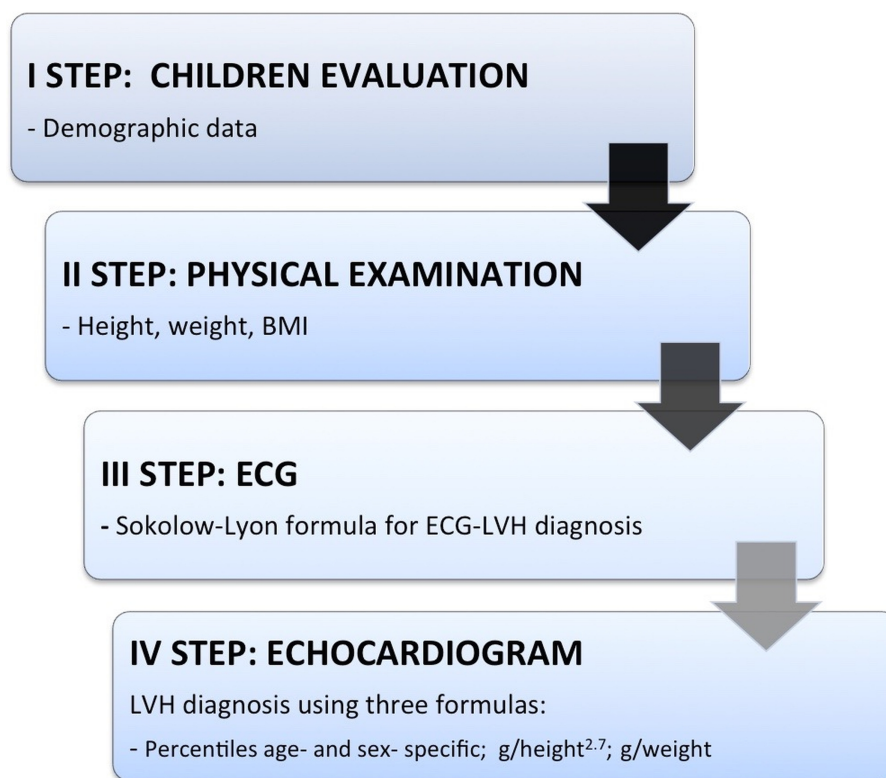 I STEP:  CHILDREN EVALUATION
- Demographic data
II STEP: PHYSICAL EXAMINATION
- Height, weight, BMI
III STEP: ECG
- Sokolow-Lyon formula for ECG-LVH diagnosis
IV STEP: ECHOCARDIOGRAM
LVH diagnosis using three formulas:
- Percentiles age- and sex- specific;  g/height²·⁷; g/weight